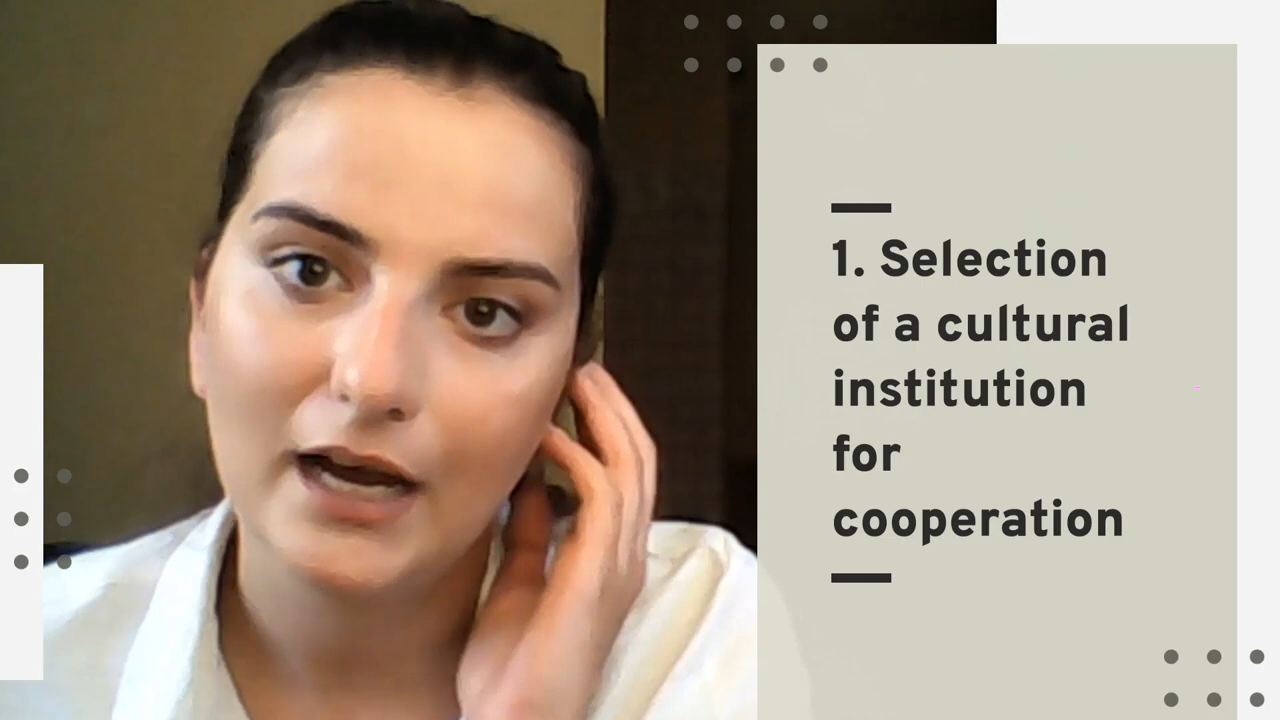 1. Selection
of a cultural
institution
for
cooperation